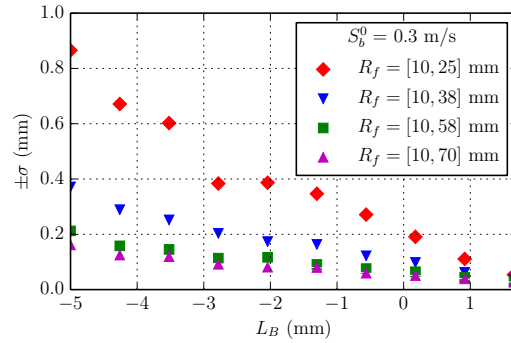 1.0
0.8
0.6
0.4
0.2
0.0
±σ (mm)
−5 −4 −3 −2 −1 0 1
L_B (mm)
S_b^0 = 0.3 m/s
R_f = [10, 25] mm
R_f = [10, 38] mm
R_f = [10, 58] mm
R_f = [10, 70] mm